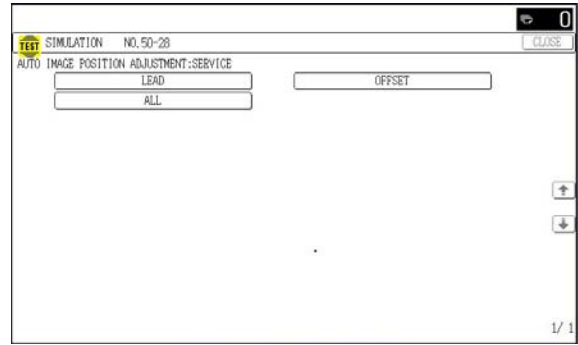 0
TEST SIMULATION NO.50-28 CLOSE
AUTO IMAGE POSITION ADJUSTMENT:SERVICE
LEAD OFFSET
ALL
1/ 1